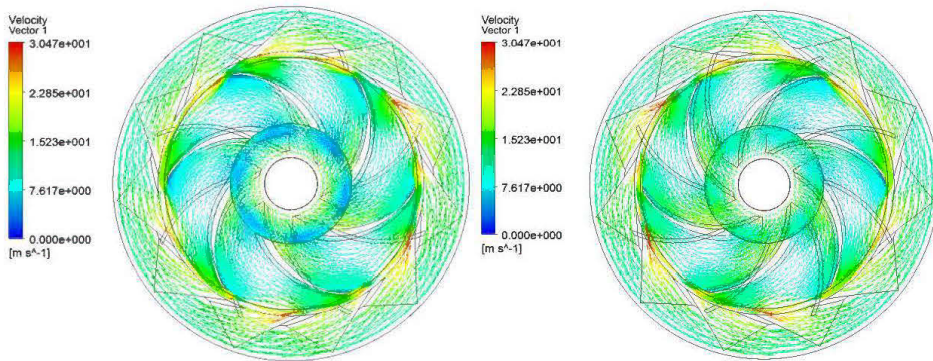 Velocity
Vector 1
3.047e+001
2.285e+001
1.523e+001
7.617e+000
0.000e+000
[m s^-1]
Velocity
Vector 1
3.047e+001
2.285e+001
1.523e+001
7.617e+000
0.000e+000
[m s^-1]